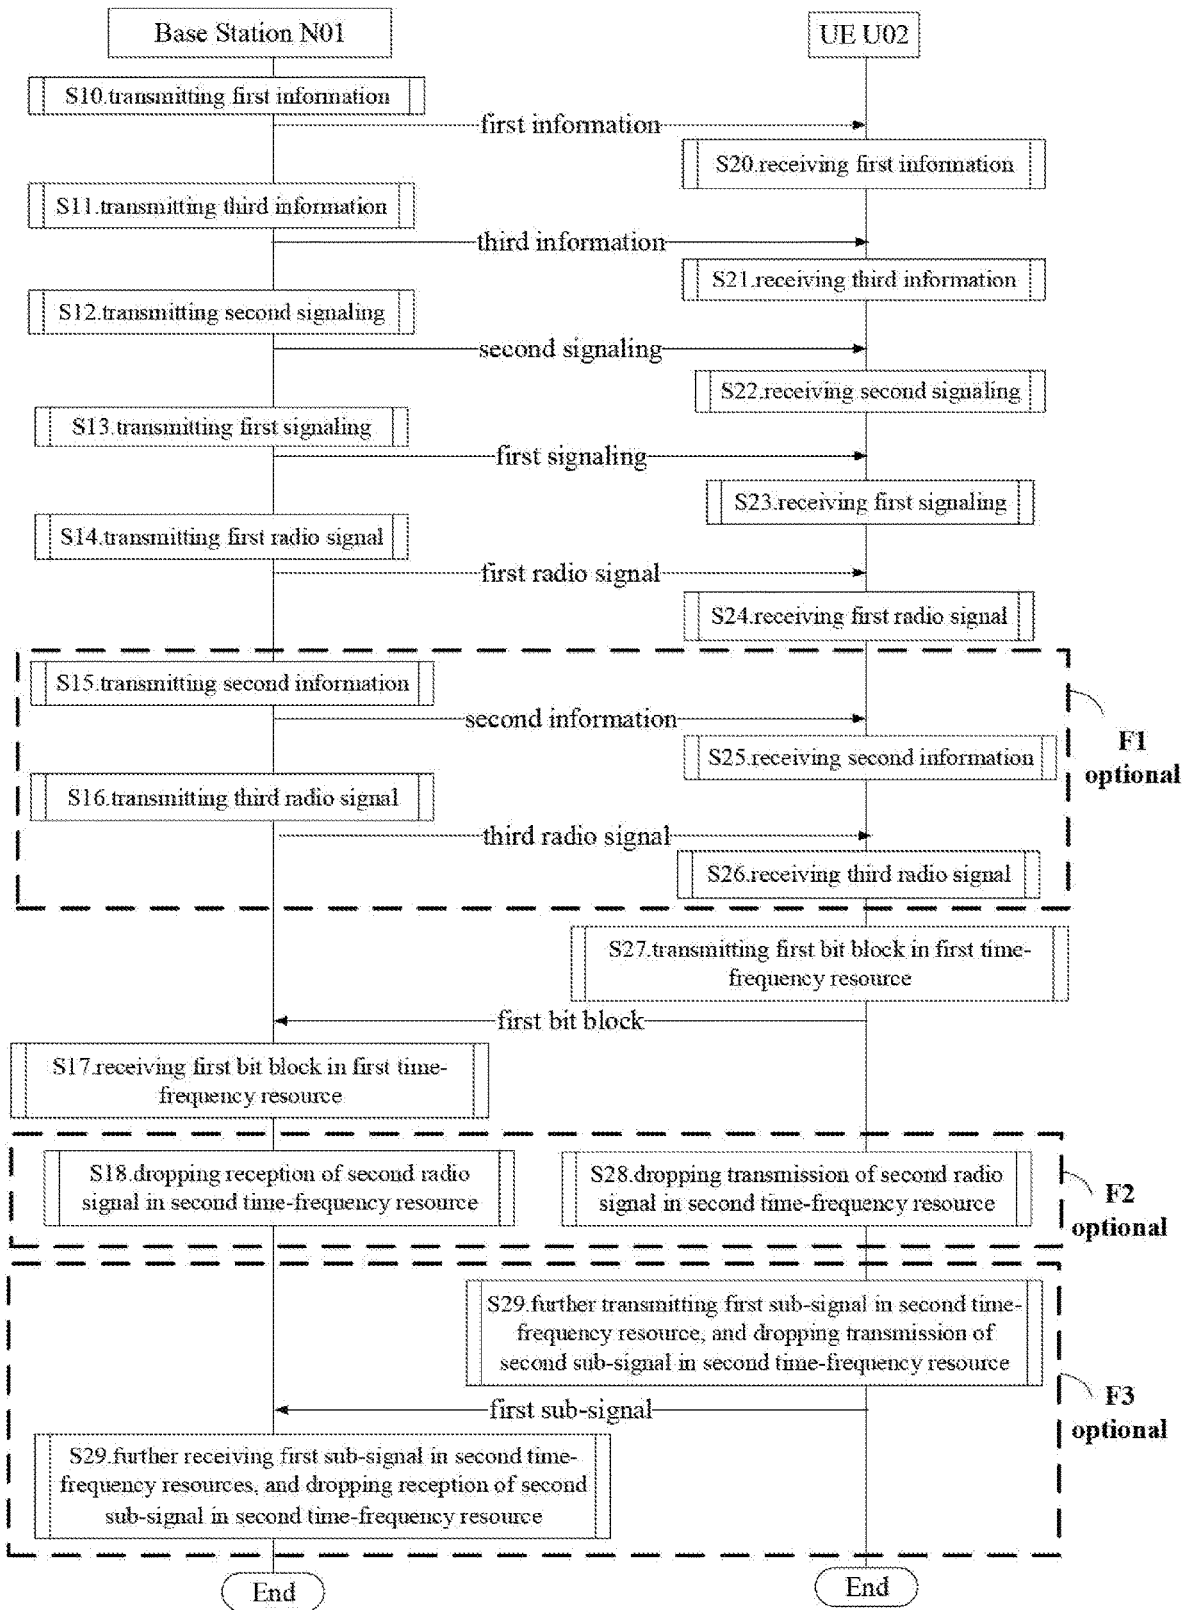 Base Station N01
UE U02
S10.transmitting first information
first information
S20.receiving first information
S11.transmitting third information
third information
S21.receiving third information
S12.transmitting second signaling
second signaling
S22.receiving second signaling
S13.transmitting first signaling
first signaling
S23.receiving first signaling
S14.transmitting first radio signal
first radio signal
S24.receiving first radio signal
S15.transmitting second information
second information
S25.receiving second information
F1
optional
S16.transmitting third radio signal
third radio signal
S26.receiving third radio signal
S27.transmitting first bit block in first time-
frequency resource
first bit block
S17.receiving first bit block in first time-
frequency resource
S18.dropping reception of second radio
signal in second time-frequency resource
S28.dropping transmission of second radio
signal in second time-frequency resource
F2
optional
S29.further transmitting first sub-signal in second time-
frequency resource, and dropping transmission of
second sub-signal in second time-frequency resource
first sub-signal
F3
optional
S29.further receiving first sub-signal in second time-
frequency resources, and dropping reception of second
sub-signal in second time-frequency resource
End
End